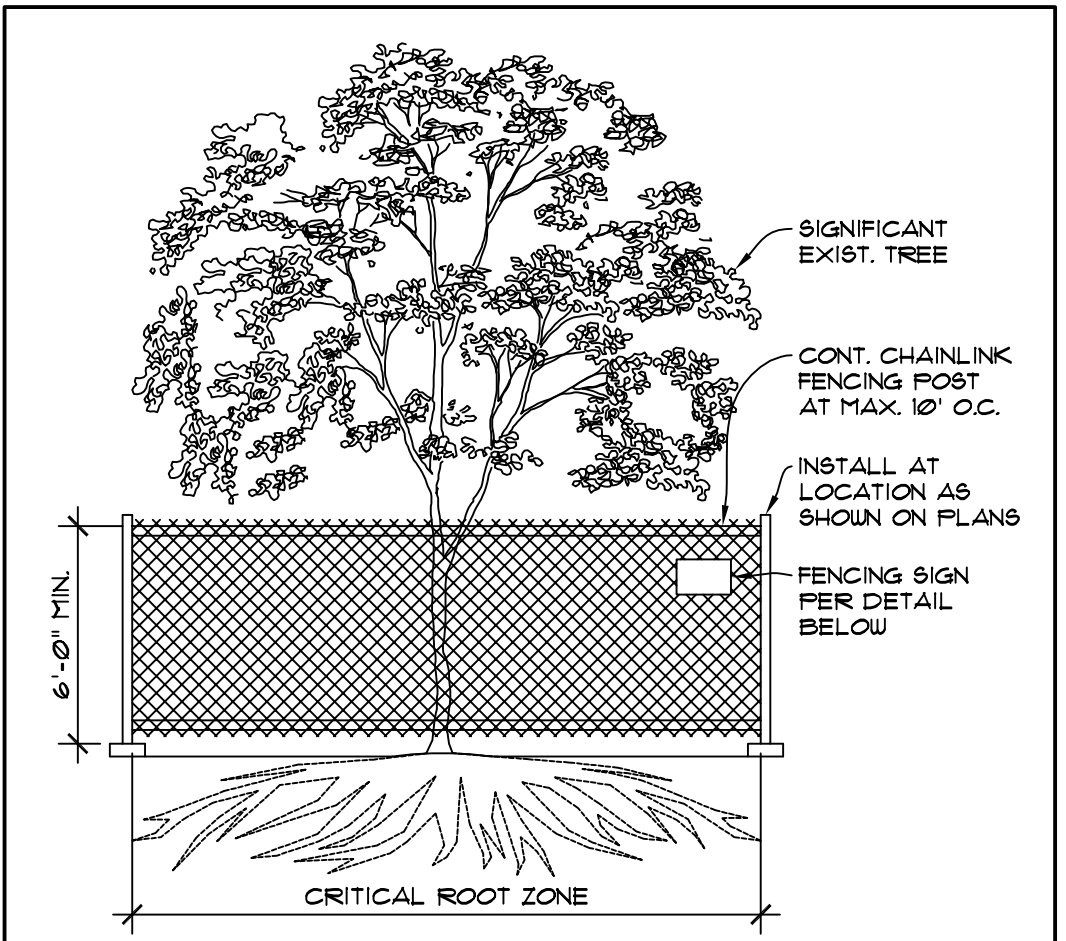 SIGNIFICANT
EXIST. TREE
CONT. CHAINLINK
FENCING POST
AT MAX. 10' O.C.
INSTALL AT
LOCATION AS
SHOWN ON PLANS
FENCING SIGN
PER DETAIL
BELOW
6'-0" MIN.
CRITICAL ROOT ZONE